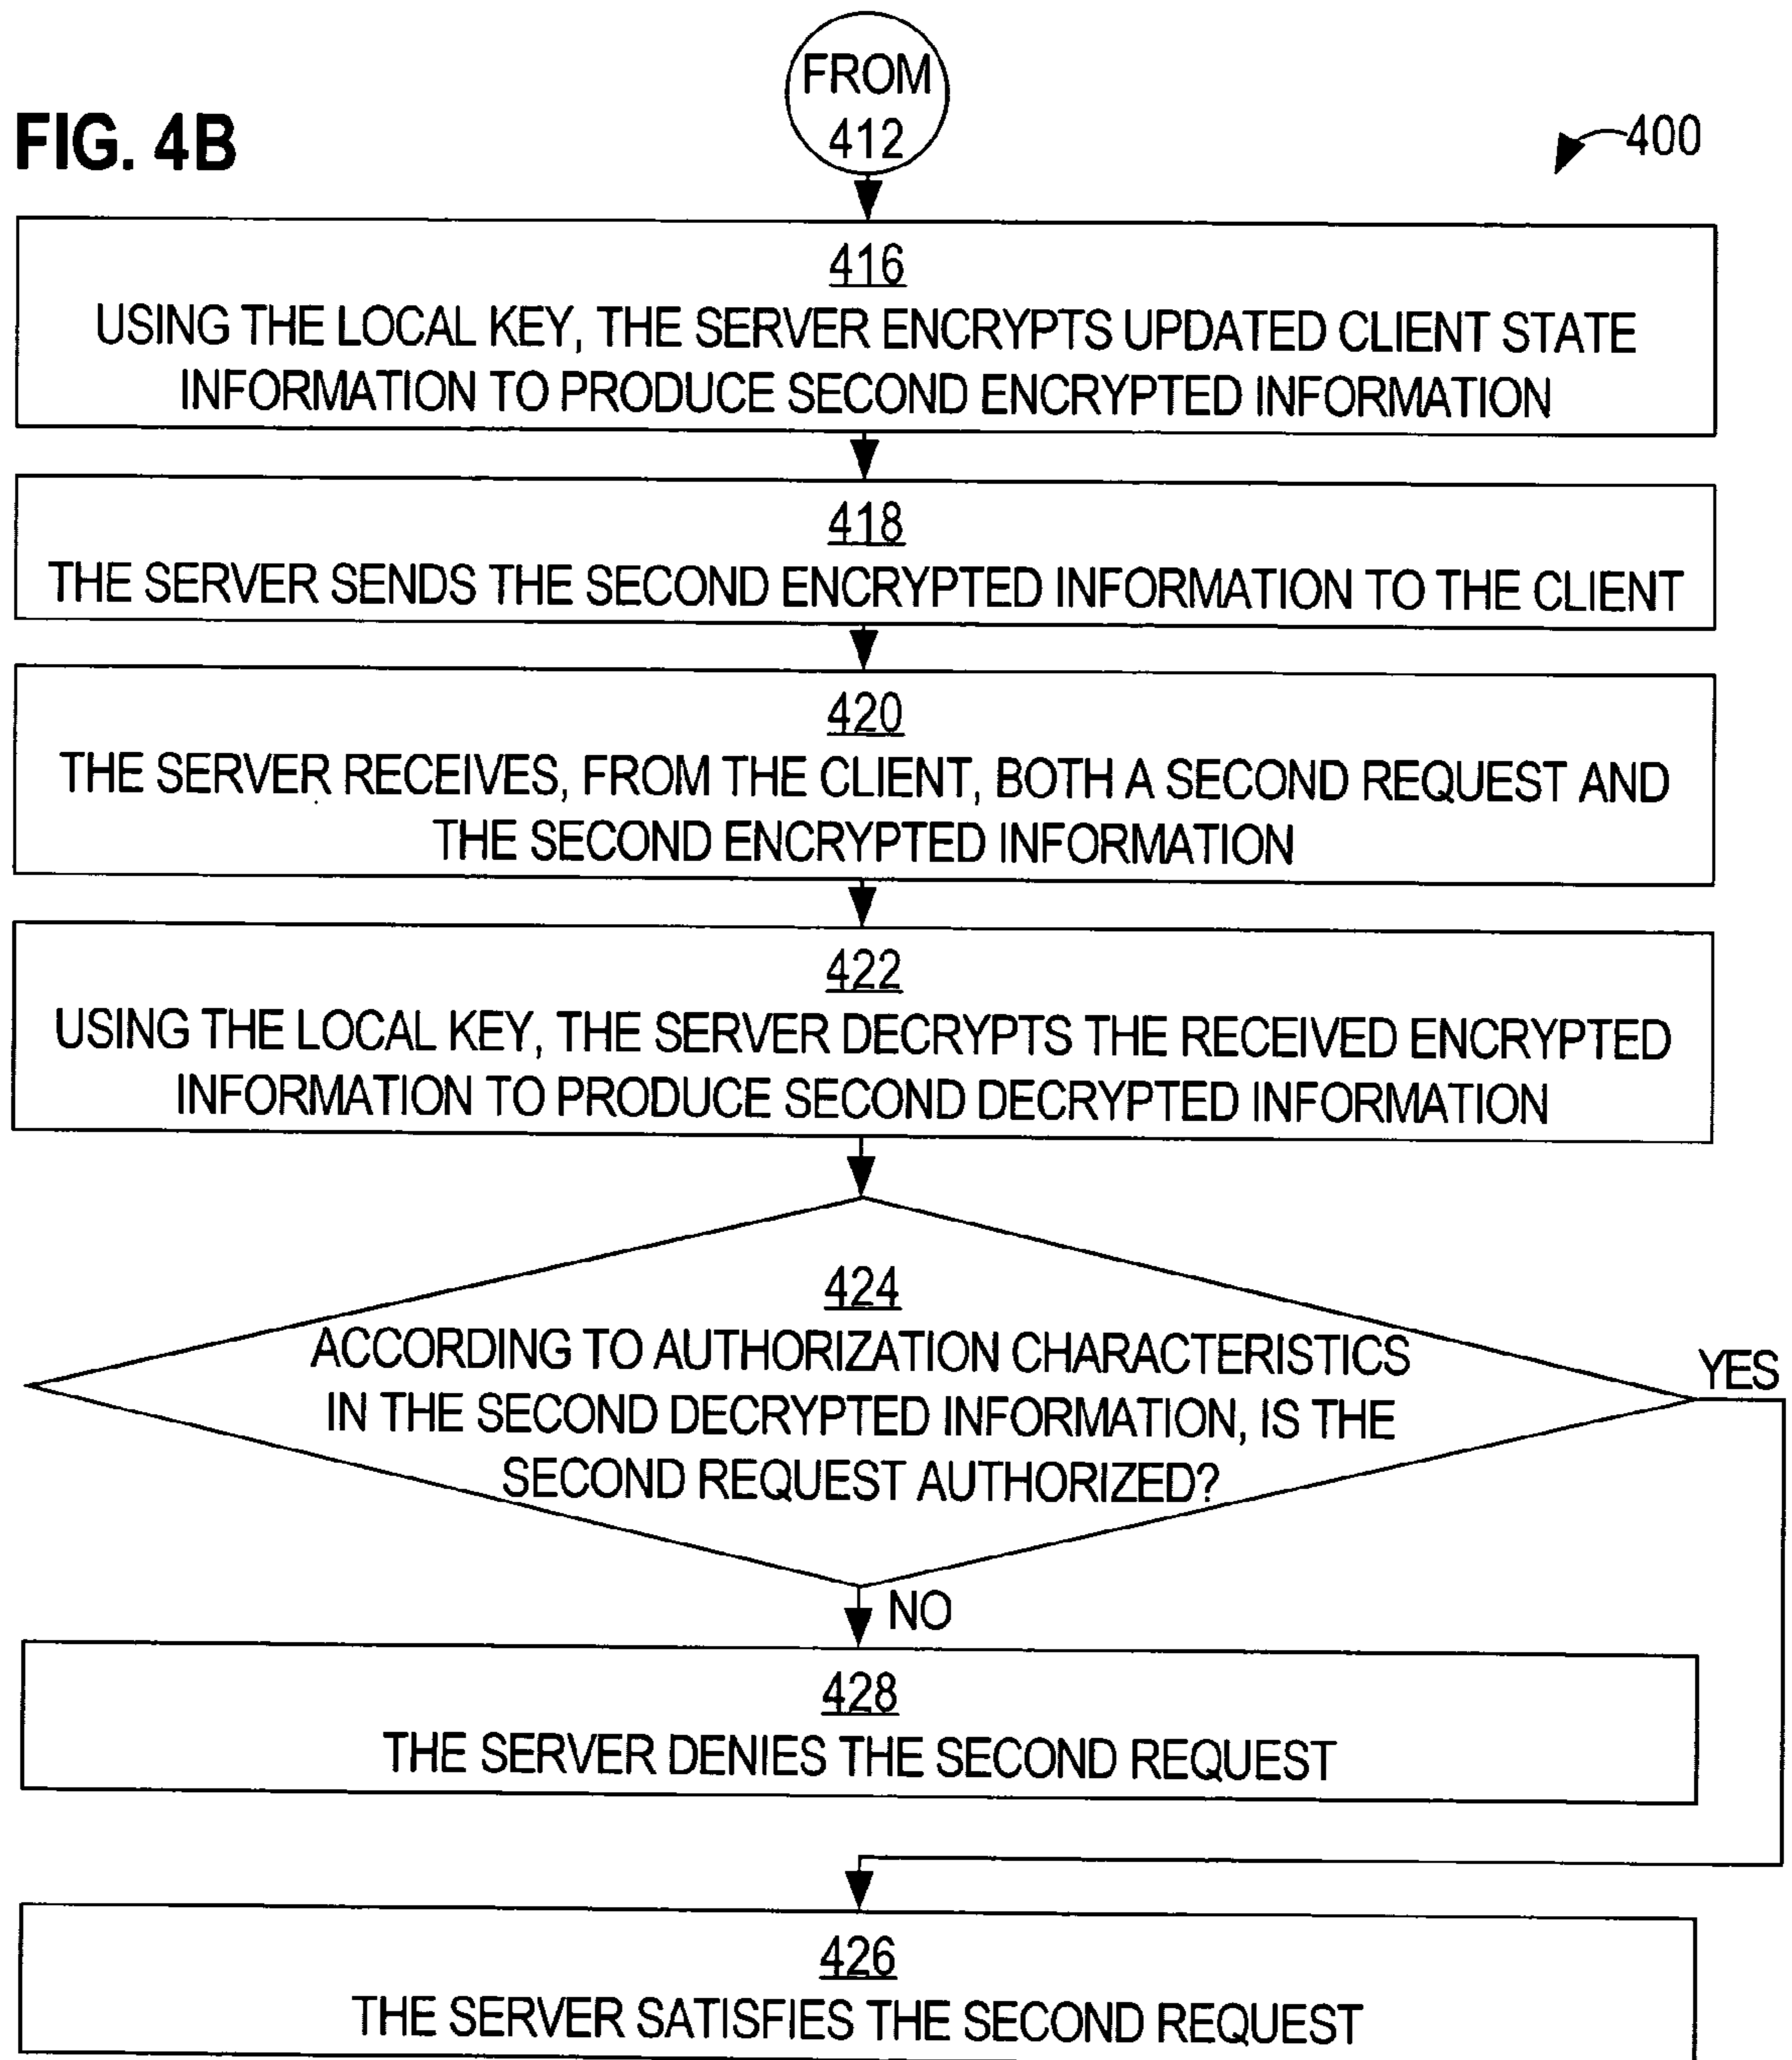 FROM
412
FIG. 4B
400
416
USING THE LOCAL KEY, THE SERVER ENCRYPTS UPDATED CLIENT STATE
INFORMATION TO PRODUCE SECOND ENCRYPTED INFORMATION
418
THE SERVER SENDS THE SECOND ENCRYPTED INFORMATION TO THE CLIENT
420
THE SERVER RECEIVES, FROM THE CLIENT, BOTH A SECOND REQUEST AND
THE SECOND ENCRYPTED INFORMATION
422
USING THE LOCAL KEY, THE SERVER DECRYPTS THE RECEIVED ENCRYPTED
INFORMATION TO PRODUCE SECOND DECRYPTED INFORMATION
424
ACCORDING TO AUTHORIZATION CHARACTERISTICS
IN THE SECOND DECRYPTED INFORMATION, IS THE
SECOND REQUEST AUTHORIZED?
YES
NO
428
THE SERVER DENIES THE SECOND REQUEST
426
THE SERVER SATISFIES THE SECOND REQUEST